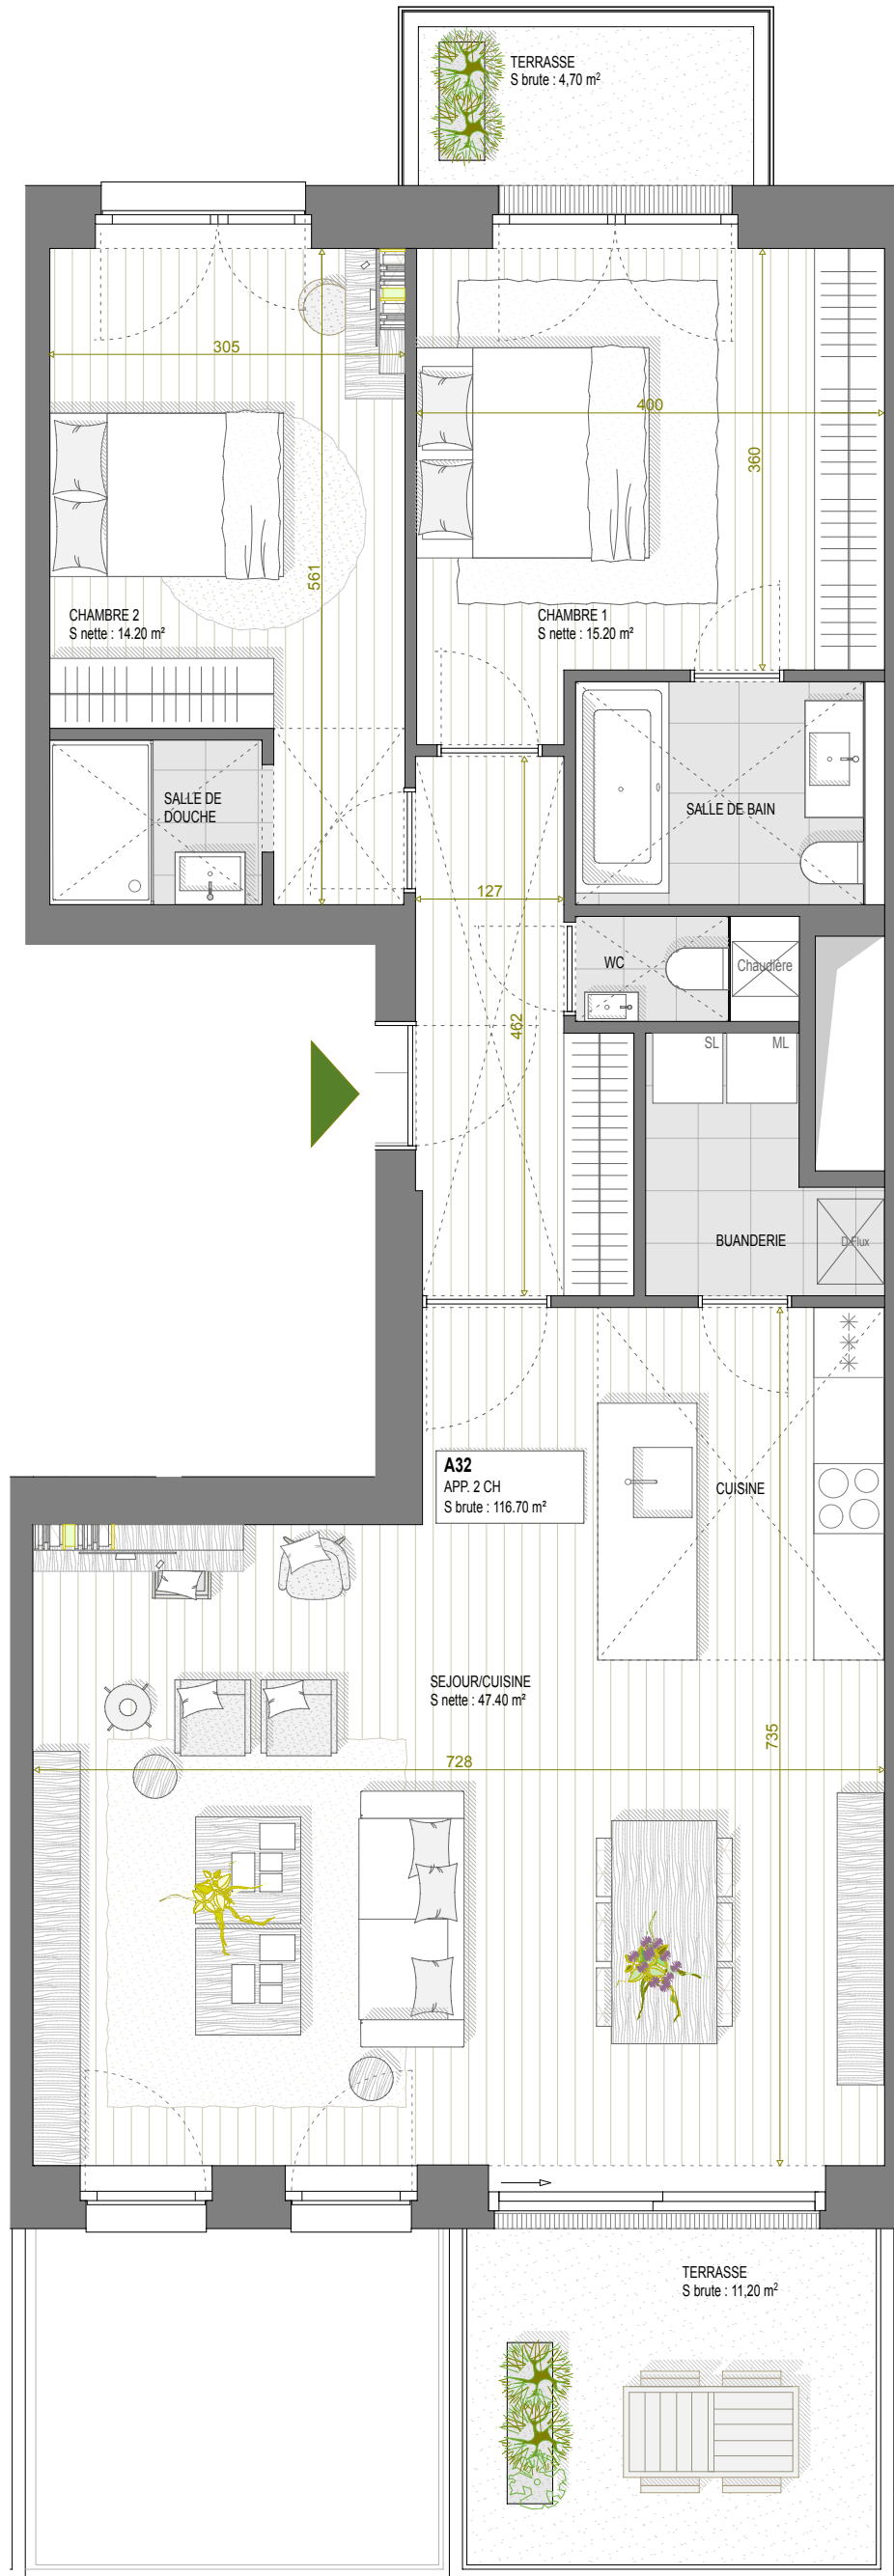 TERRASSE
S brute : 4,70 m²
305
400
360
561
CHAMBRE 2
S nette : 14.20 m²
CHAMBRE 1
S nette : 15.20 m²
SALLE DE
DOUCHE
SALLE DE BAIN
127
WC
Chaudière
462
SL
ML
BUANDERIE
D.Flux
A32
APP. 2 CH
S brute : 116.70 m²
CUISINE
SEJOUR/CUISINE
S nette : 47.40 m²
735
728
TERRASSE
S brute : 11,20 m²